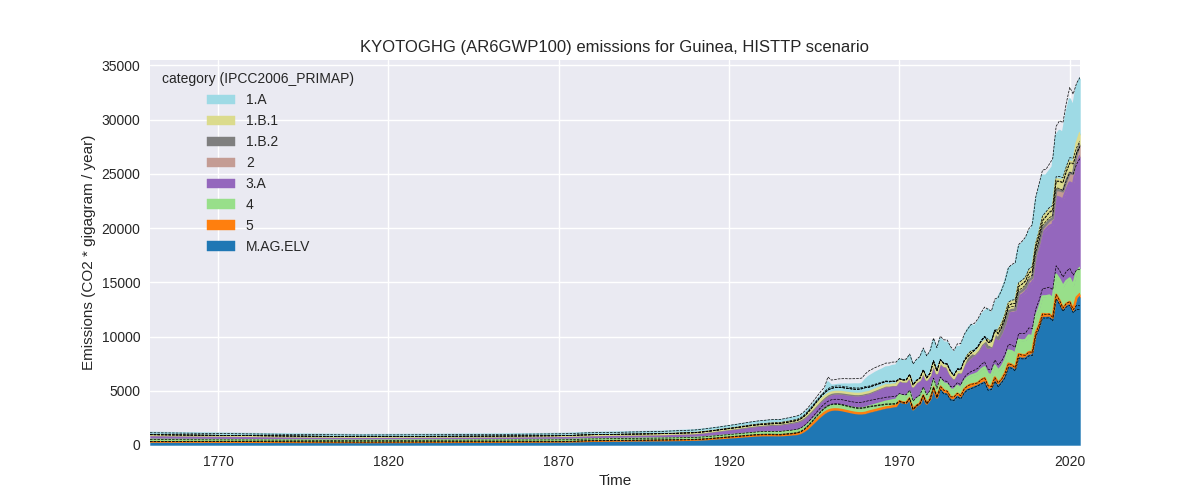 KYOTOGHG (AR6GWP100) emissions for Guinea, HISTTP scenario
Emissions (CO2 * gigagram / year)
35000
30000
25000
20000
15000
10000
5000
0
category (IPCC2006_PRIMAP)
1.A
1.B.1
1.B.2
2
3.A
4
5
M.AG.ELV
1770
1820
1870
1920
1970
2020
Time